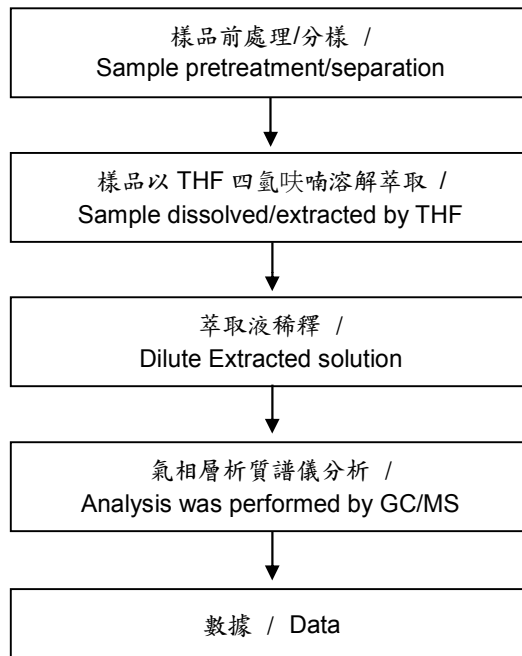 樣品前處理/分樣 /
Sample pretreatment/separation
樣品以 THF 四氫呋喃溶解萃取 /
Sample dissolved/extracted by THF
萃取液稀釋 /
Dilute Extracted solution
氣相層析質譜儀分析 /
Analysis was performed by GC/MS
數據 / Data